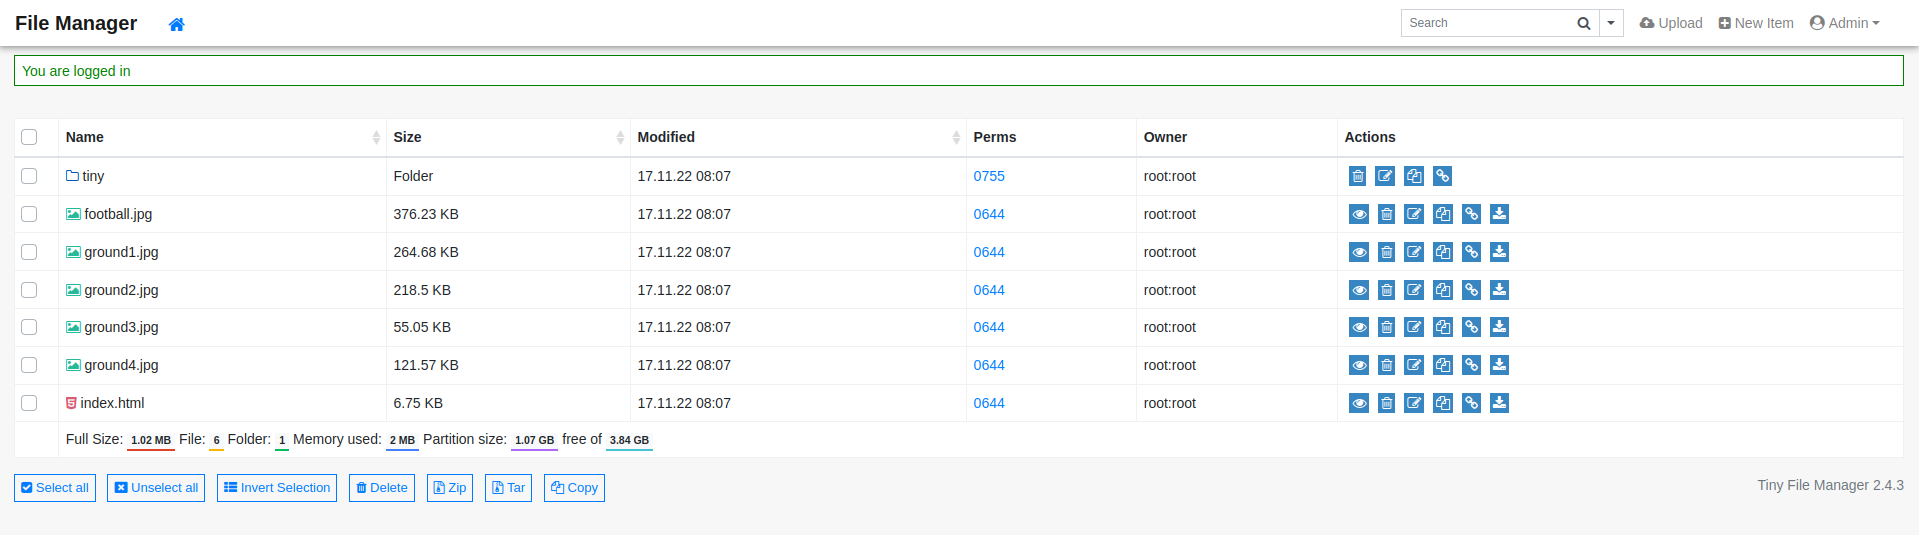 File Manager Search Upload New Item Admin
You are logged in
Name Size Modified Perms Owner Actions
tiny Folder 17.11.22 08:07 0755 root:root
football.jpg 376.23 KB 17.11.22 08:07 0644 root:root
ground1.jpg 264.68 KB 17.11.22 08:07 0644 root:root
ground2.jpg 218.5 KB 17.11.22 08:07 0644 root:root
ground3.jpg 55.05 KB 17.11.22 08:07 0644 root:root
ground4.jpg 121.57 KB 17.11.22 08:07 0644 root:root
index.html 6.75 KB 17.11.22 08:07 0644 root:root
Full Size: 1.02 MB File: 6 Folder: 1 Memory used: 2 MB Partition size: 1.07 GB free of 3.84 GB
Select all Unselect all Invert Selection Delete Zip Tar Copy Tiny File Manager 2.4.3